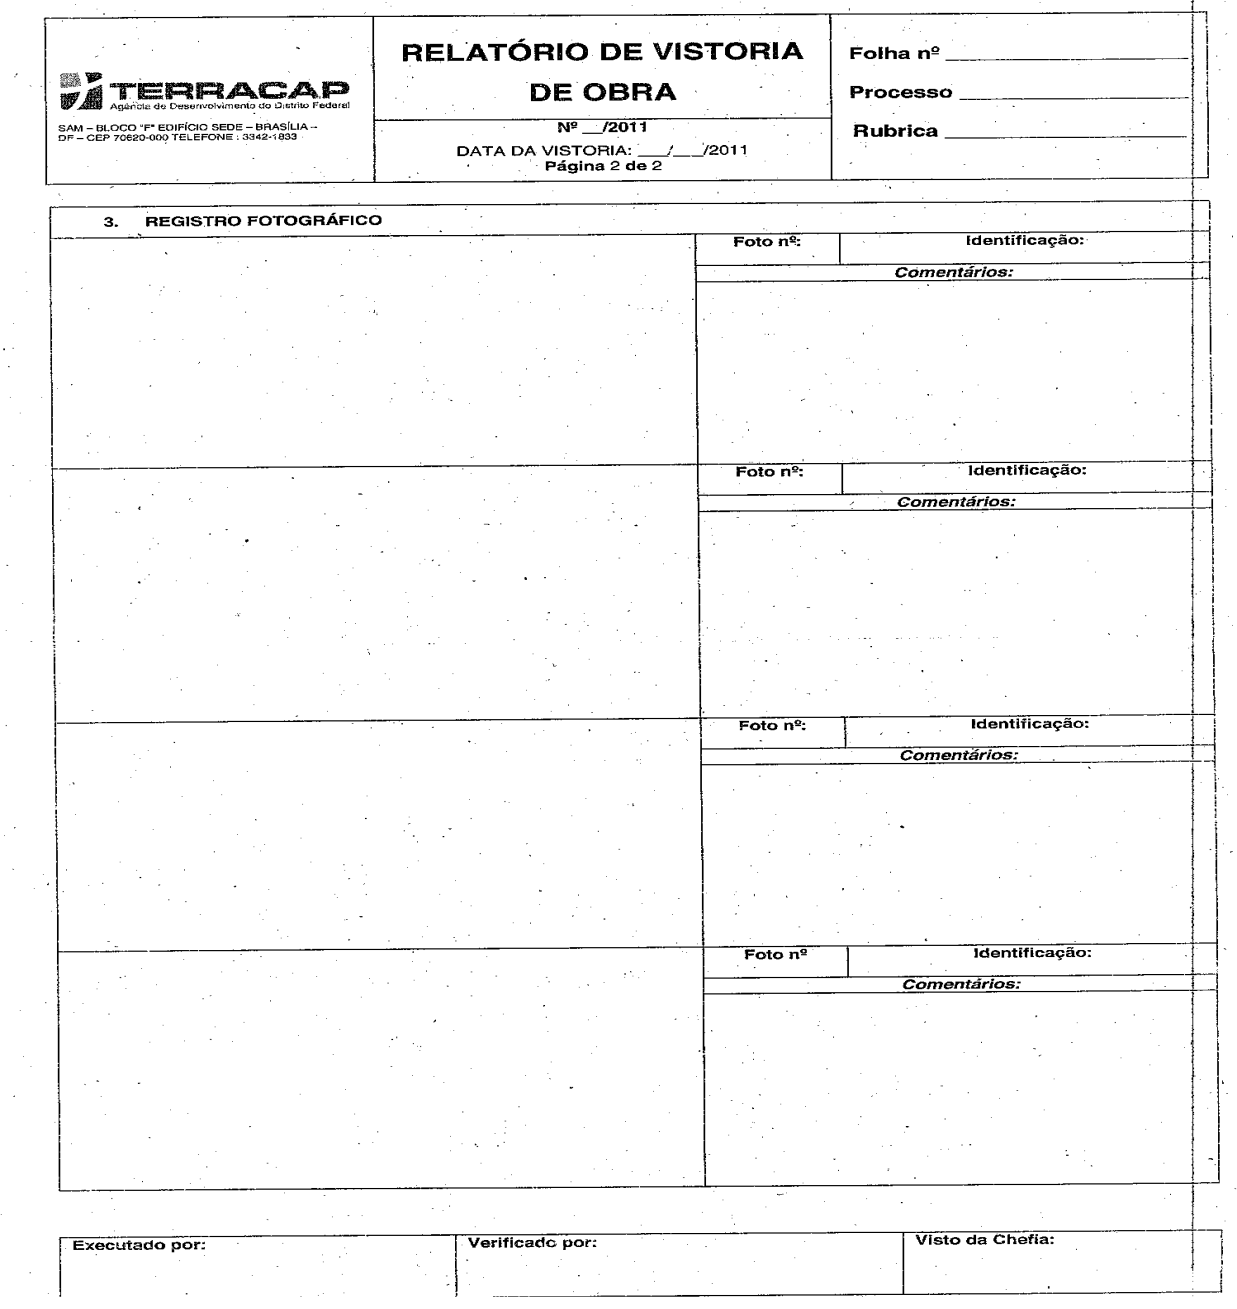 TERRACAP
Agência de Desenvolvimento do Distrito Federal
SAM – BLOCO "F" EDIFÍCIO SEDE – BRASÍLIA –
DF – CEP 70620-000 TELEFONE : 3342-1833
RELATÓRIO DE VISTORIA
DE OBRA
Nº __/2011
DATA DA VISTORIA: ___/___/2011
Página 2 de 2
Folha nº
Processo
Rubrica
3. REGISTRO FOTOGRÁFICO
Foto nº: Identificação:
Comentários:
Foto nº: Identificação:
Comentários:
Foto nº: Identificação:
Comentários:
Foto nº Identificação:
Comentários:
Executado por: Verificado por: Visto da Chefia: